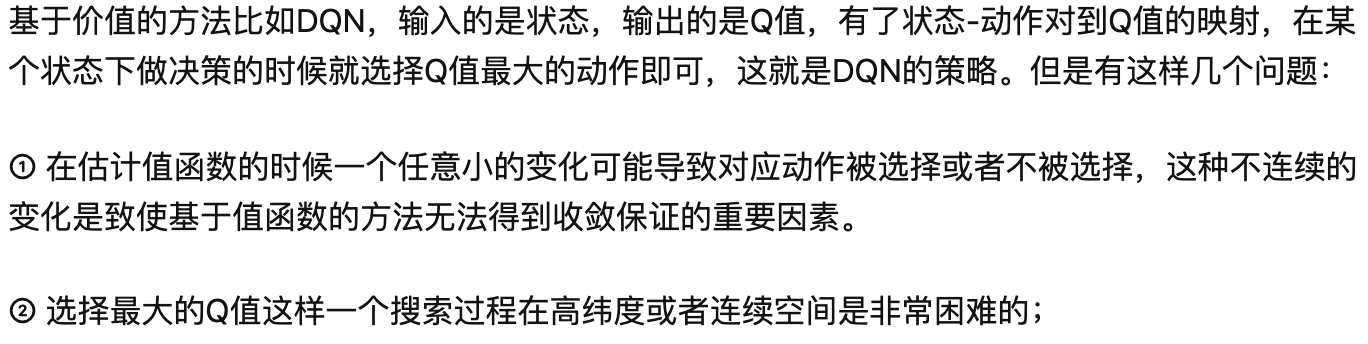 基于价值的方法比如DQN，输入的是状态，输出的是Q值，有了状态-动作对到Q值的映射，在某
个状态下做决策的时候就选择Q值最大的动作即可，这就是DQN的策略。但是有这样几个问题：
① 在估计值函数的时候一个任意小的变化可能导致对应动作被选择或者不被选择，这种不连续的
变化是致使基于值函数的方法无法得到收敛保证的重要因素。
② 选择最大的Q值这样一个搜索过程在高纬度或者连续空间是非常困难的；